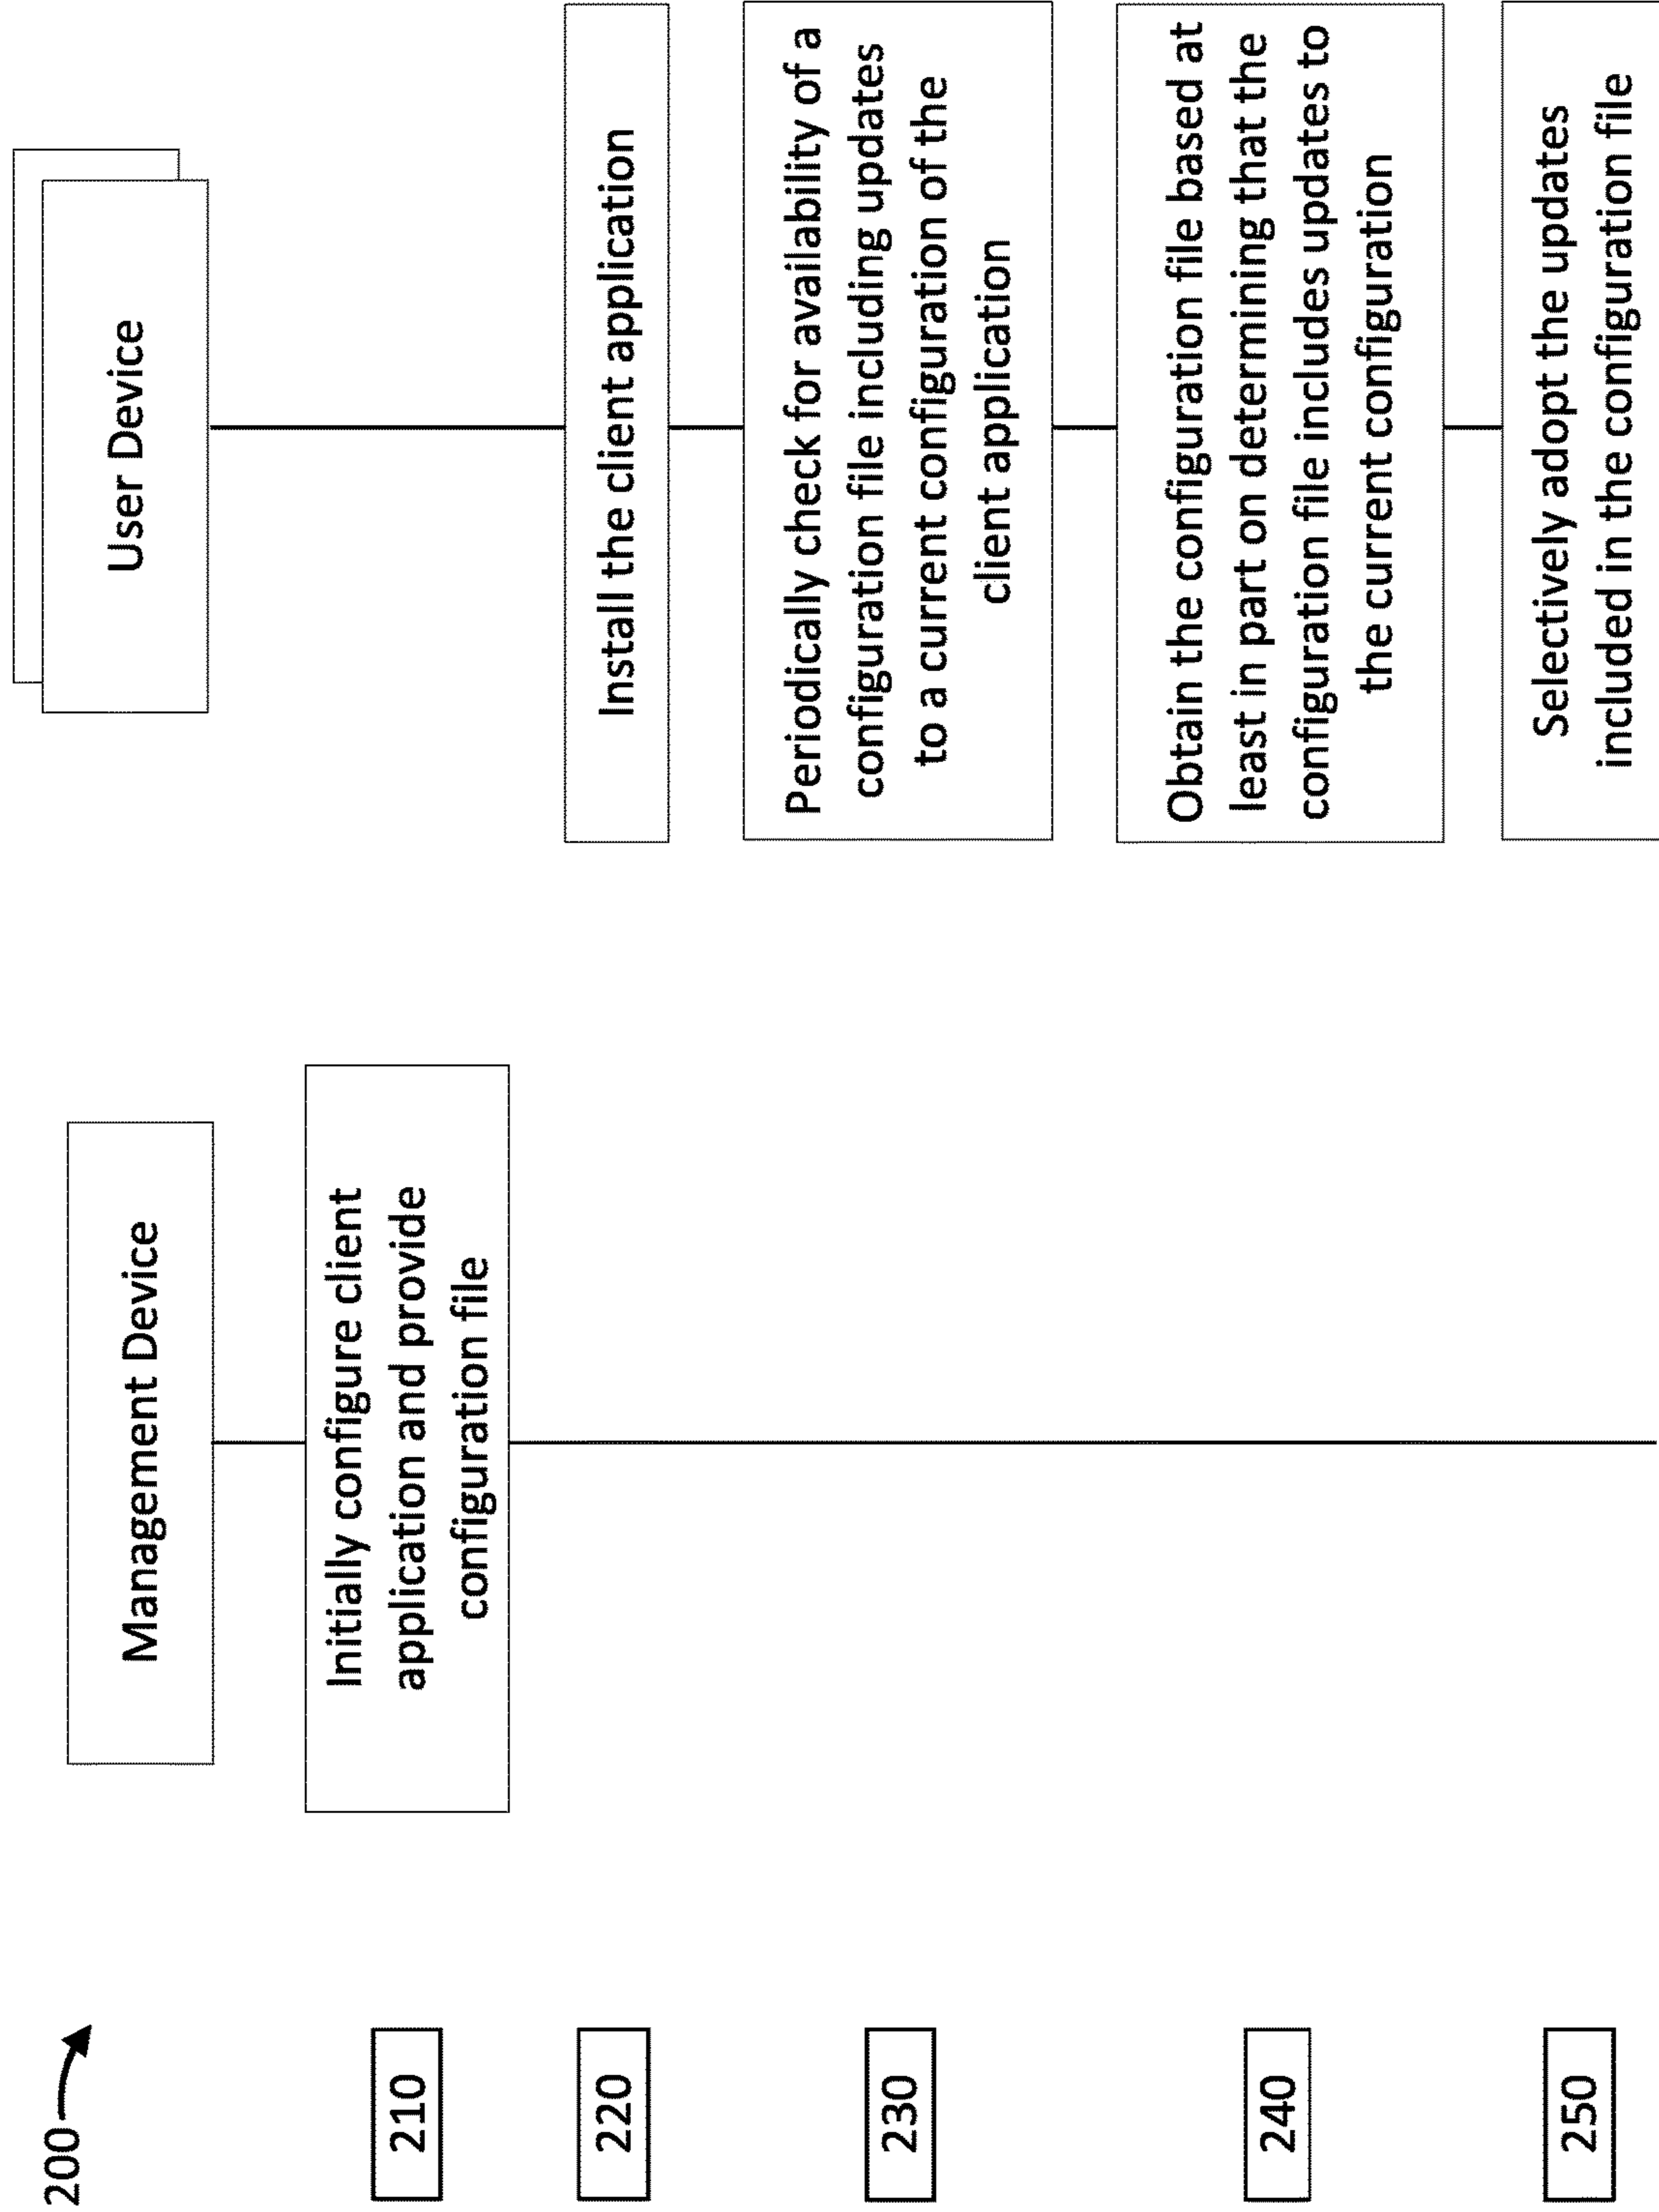 200
Management Device
User Device
210
Initially configure client
application and provide
configuration file
220
Install the client application
230
Periodically check for availability of a
configuration file including updates
to a current configuration of the
client application
240
Obtain the configuration file based at
least in part on determining that the
configuration file includes updates to
the current configuration
250
Selectively adopt the updates
included in the configuration file